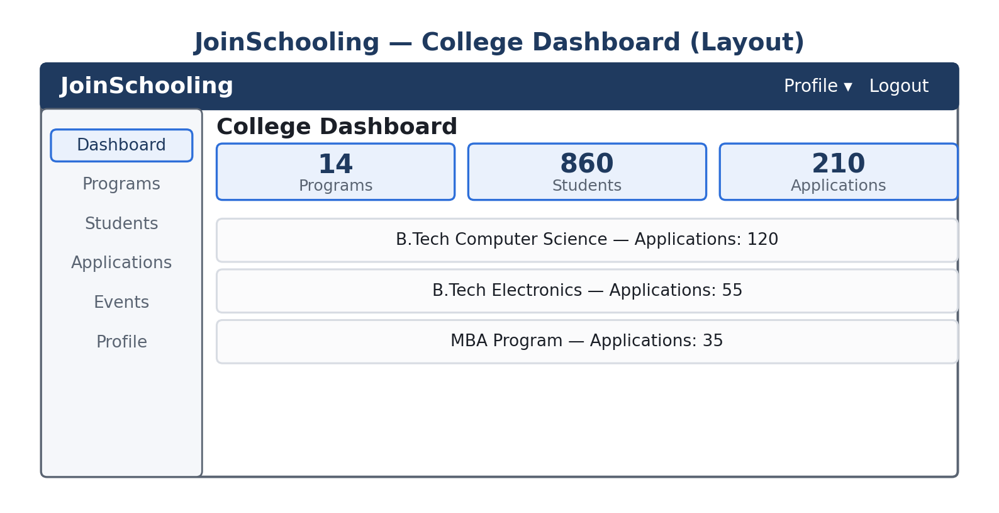 JoinSchooling — College Dashboard (Layout)
JoinSchooling
Profile ▾ Logout
Dashboard
Programs
Students
Applications
Events
Profile
College Dashboard
14
Programs
860
Students
210
Applications
B.Tech Computer Science — Applications: 120
B.Tech Electronics — Applications: 55
MBA Program — Applications: 35